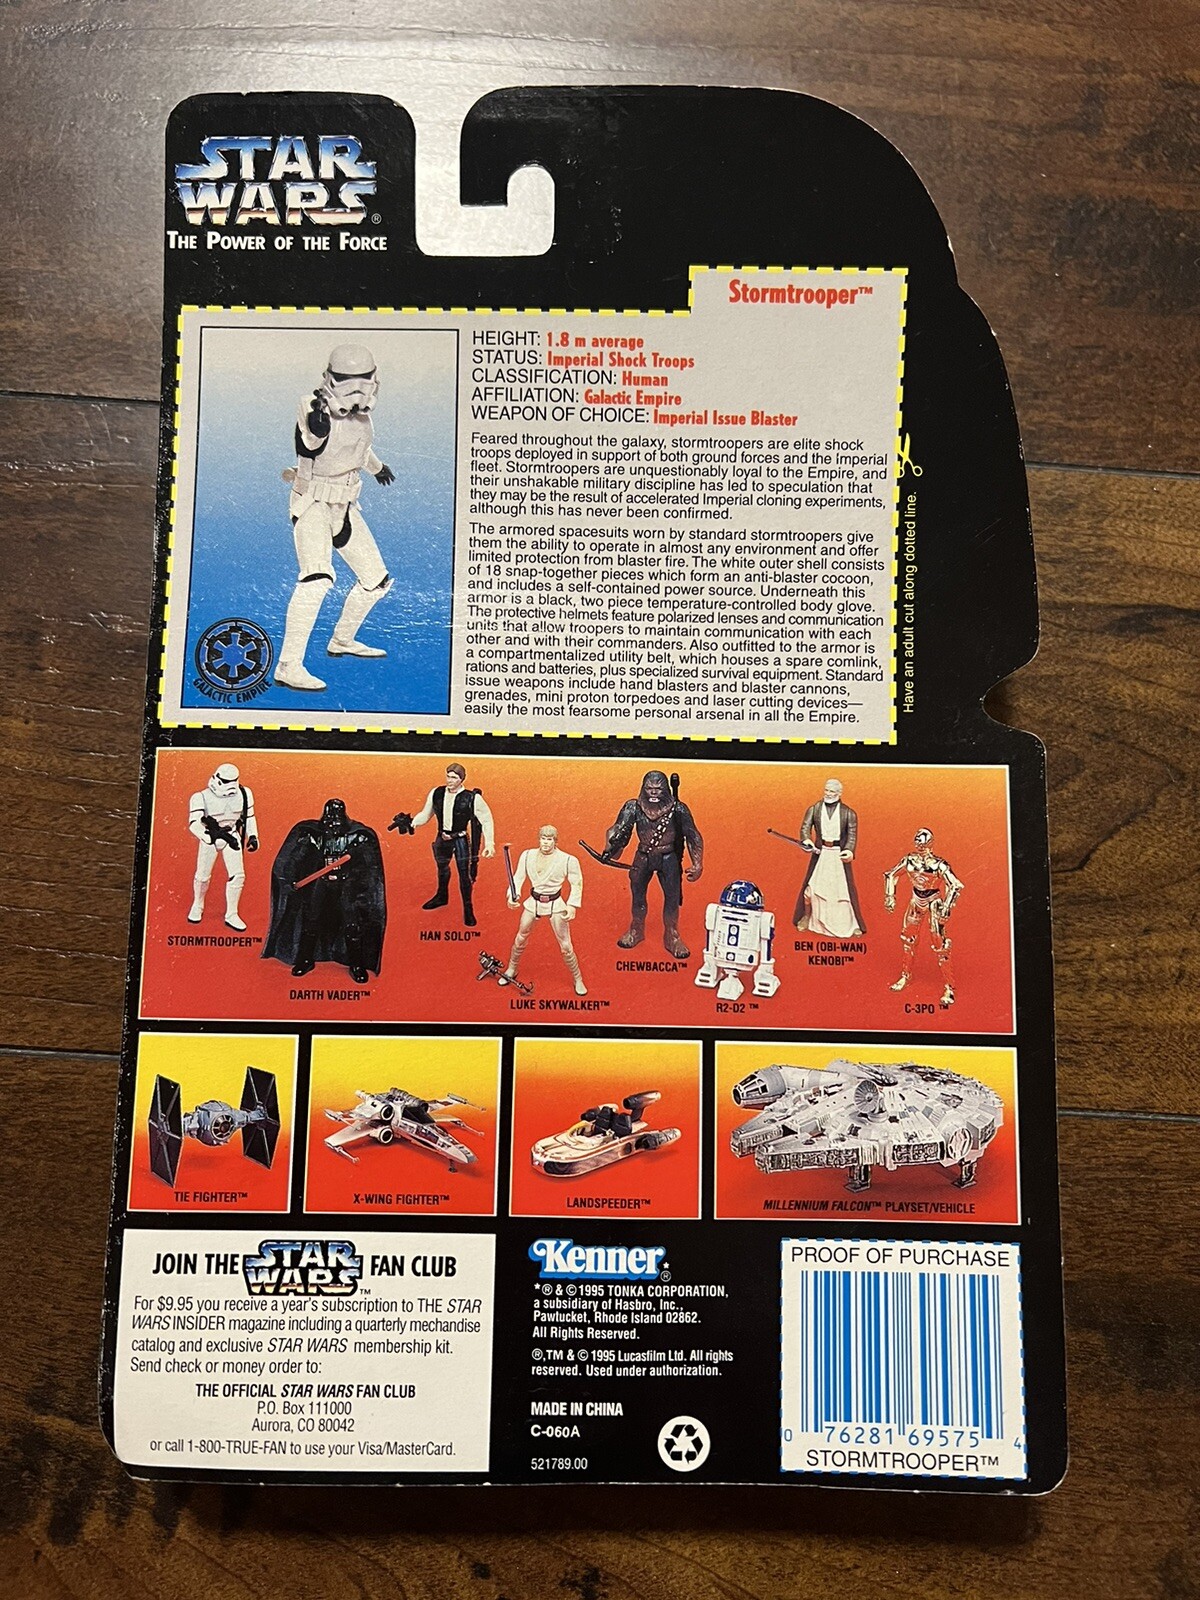 STAR
WARS®
THE POWER OF THE FORCE
Stormtrooper™
HEIGHT: 1.8 m average
STATUS: Imperial Shock Troops
CLASSIFICATION: Human
AFFILIATION: Galactic Empire
WEAPON OF CHOICE: Imperial Issue Blaster
Feared throughout the galaxy, stormtroopers are elite shock
troops deployed in support of both ground forces and the Imperial
fleet. Stormtroopers are unquestionably loyal to the Empire, and
their unshakable military discipline has led to speculation that
they may be the result of accelerated Imperial cloning experiments,
although this has never been confirmed.
The armored spacesuits worn by standard stormtroopers give
them the ability to operate in almost any environment and offer
limited protection from blaster fire. The white outer shell consists
of 18 snap-together pieces which form an anti-blaster cocoon,
and includes a self-contained power source. Underneath this
armor is a black, two piece temperature-controlled body glove.
The protective helmets feature polarized lenses and communication
units that allow troopers to maintain communication with each
other and with their commanders. Also outfitted to the armor is
a compartmentalized utility belt, which houses a spare comlink,
rations and batteries, plus specialized survival equipment. Standard
issue weapons include hand blasters and blaster cannons,
grenades, mini proton torpedoes and laser cutting devices—
easily the most fearsome personal arsenal in all the Empire.
GALACTIC EMPIRE
Have an adult cut along dotted line.
STORMTROOPER™
DARTH VADER™
HAN SOLO™
LUKE SKYWALKER™
CHEWBACCA™
R2-D2™
BEN (OBI-WAN)
KENOBI™
C-3PO™
TIE FIGHTER™
X-WING FIGHTER™
LANDSPEEDER™
MILLENNIUM FALCON™ PLAYSET/VEHICLE
JOIN THE STAR WARS™ FAN CLUB
For $9.95 you receive a year's subscription to THE STAR
WARS INSIDER magazine including a quarterly mechandise
catalog and exclusive STAR WARS membership kit.
Send check or money order to:
THE OFFICIAL STAR WARS FAN CLUB
P.O. Box 111000
Aurora, CO 80042
or call 1-800-TRUE-FAN to use your Visa/MasterCard.
Kenner*®
*® & © 1995 TONKA CORPORATION,
a subsidiary of Hasbro, Inc.,
Pawtucket, Rhode Island 02862.
All Rights Reserved.
®,TM & © 1995 Lucasfilm Ltd. All rights
reserved. Used under authorization.
MADE IN CHINA
C-060A
521789.00
PROOF OF PURCHASE
0 76281 69575 4
STORMTROOPER™